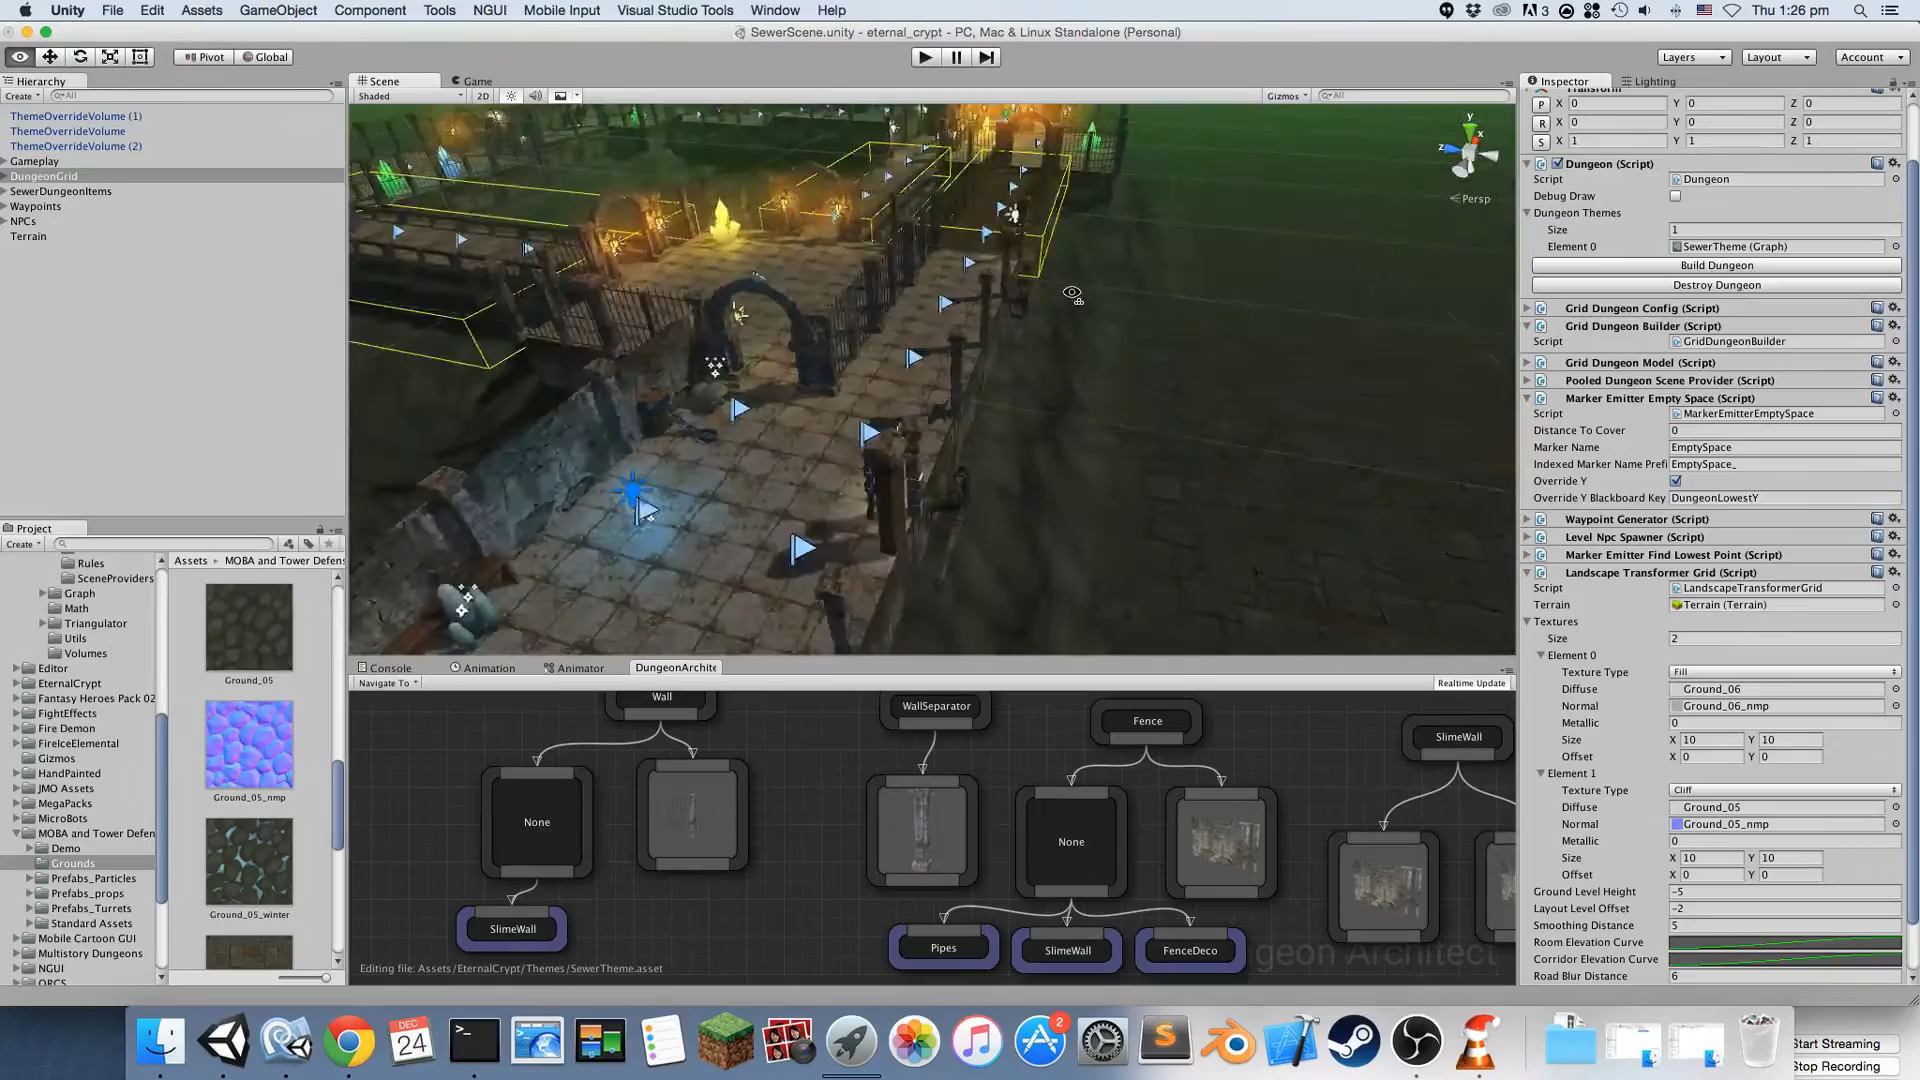 Unity File Edit Assets GameObject Component Tools NGUI Mobile Input Visual Studio Tools Window Help 3 Thu 1:26 pm
SewerScene.unity - eternal_crypt - PC, Mac & Linux Standalone (Personal)
Pivot Global Layers Layout Account
Hierarchy
Create All
ThemeOverrideVolume (1)
ThemeOverrideVolume
ThemeOverrideVolume (2)
Gameplay
DungeonGrid
SewerDungeonItems
Waypoints
NPCs
Terrain
Scene Game
Shaded 2D Gizmos All
y
x
z
Persp
Project
Create
Rules
SceneProviders
Graph
Math
Triangulator
Utils
Volumes
Editor
EternalCrypt
Fantasy Heroes Pack 02
FightEffects
Fire Demon
FireIceElemental
Gizmos
HandPainted
JMO Assets
MegaPacks
MicroBots
MOBA and Tower Defen
Demo
Grounds
Prefabs_Particles
Prefabs_props
Prefabs_Turrets
Standard Assets
Mobile Cartoon GUI
Multistory Dungeons
NGUI
ORCS
Assets MOBA and Tower Defens
Ground_05
Ground_05_nmp
Ground_05_winter
Console Animation Animator DungeonArchite
Navigate To Realtime Update
Wall
WallSeparator
Fence
SlimeWall
None
None
SlimeWall
Pipes
SlimeWall
FenceDeco
Editing file: Assets/EternalCrypt/Themes/SewerTheme.asset
geon Architect
Inspector Lighting
Transform
P X 0 Y 0 Z 0
R X 0 Y 0 Z 0
S X 1 Y 1 Z 1
Dungeon (Script)
Script Dungeon
Debug Draw
Dungeon Themes
Size 1
Element 0 SewerTheme (Graph)
Build Dungeon
Destroy Dungeon
Grid Dungeon Config (Script)
Grid Dungeon Builder (Script)
Script GridDungeonBuilder
Grid Dungeon Model (Script)
Pooled Dungeon Scene Provider (Script)
Marker Emitter Empty Space (Script)
Script MarkerEmitterEmptySpace
Distance To Cover 0
Marker Name EmptySpace
Indexed Marker Name Prefi EmptySpace_
Override Y
Override Y Blackboard Key DungeonLowestY
Waypoint Generator (Script)
Level Npc Spawner (Script)
Marker Emitter Find Lowest Point (Script)
Landscape Transformer Grid (Script)
Script LandscapeTransformerGrid
Terrain Terrain (Terrain)
Textures
Size 2
Element 0
Texture Type Fill
Diffuse Ground_06
Normal Ground_06_nmp
Metallic 0
Size X 10 Y 10
Offset X 0 Y 0
Element 1
Texture Type Cliff
Diffuse Ground_05
Normal Ground_05_nmp
Metallic 0
Size X 10 Y 10
Offset X 0 Y 0
Ground Level Height -5
Layout Level Offset -2
Smoothing Distance 5
Room Elevation Curve
Corridor Elevation Curve
Road Blur Distance 6
DEC
24
2
Start Streaming
Stop Recording